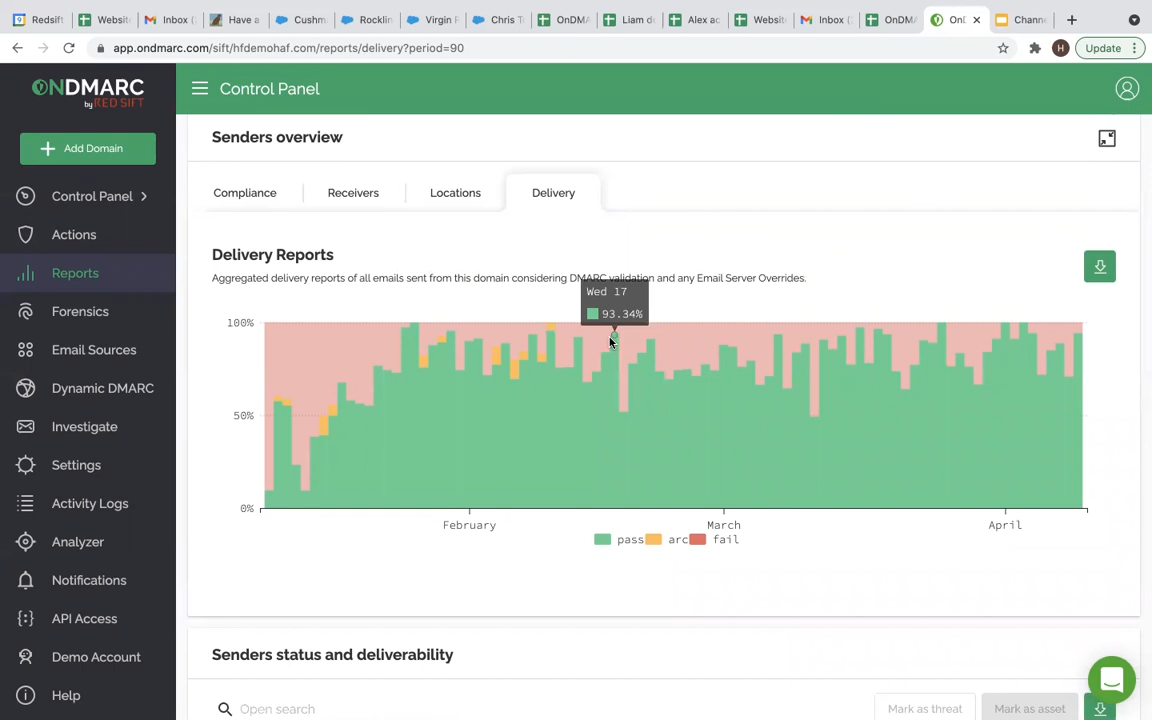 Redsift
Website
Inbox (
Have a
Cushm
Rocklin
Virgin
Chris T
OnDMA
Liam d
Alex ac
Website
Inbox (
OnDMA
OnD
Chann
app.ondmarc.com/sift/hfdemohaf.com/reports/delivery?period=90
H
Update
ONDMARC
by RED SIFT
Control Panel
Add Domain
Control Panel
Actions
Reports
Forensics
Email Sources
Dynamic DMARC
Investigate
Settings
Activity Logs
Analyzer
Notifications
API Access
Demo Account
Help
Senders overview
Compliance
Receivers
Locations
Delivery
Delivery Reports
Aggregated delivery reports of all emails sent from this domain considering DMARC validation and any Email Server Overrides.
Wed 17
93.34%
100%
50%
0%
February
March
April
pass
arc
fail
Senders status and deliverability
Open search
Mark as threat
Mark as asset